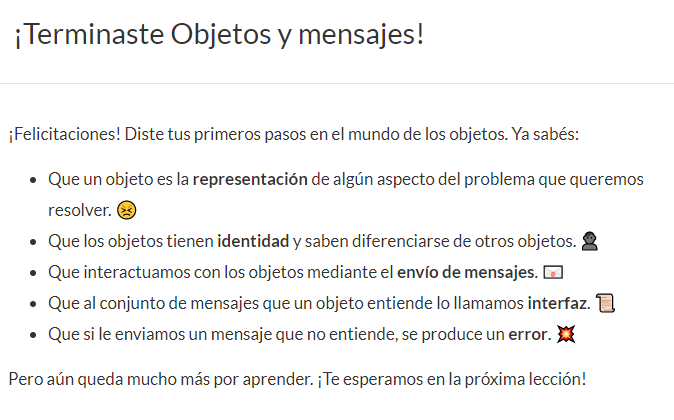 ¡Terminaste Objetos y mensajes!
¡Felicitaciones! Diste tus primeros pasos en el mundo de los objetos. Ya sabés:
• Que un objeto es la representación de algún aspecto del problema que queremos
resolver. 😣
• Que los objetos tienen identidad y saben diferenciarse de otros objetos. 👤
• Que interactuamos con los objetos mediante el envío de mensajes. 💌
• Que al conjunto de mensajes que un objeto entiende lo llamamos interfaz. 📜
• Que si le enviamos un mensaje que no entiende, se produce un error. 💥
Pero aún queda mucho más por aprender. ¡Te esperamos en la próxima lección!